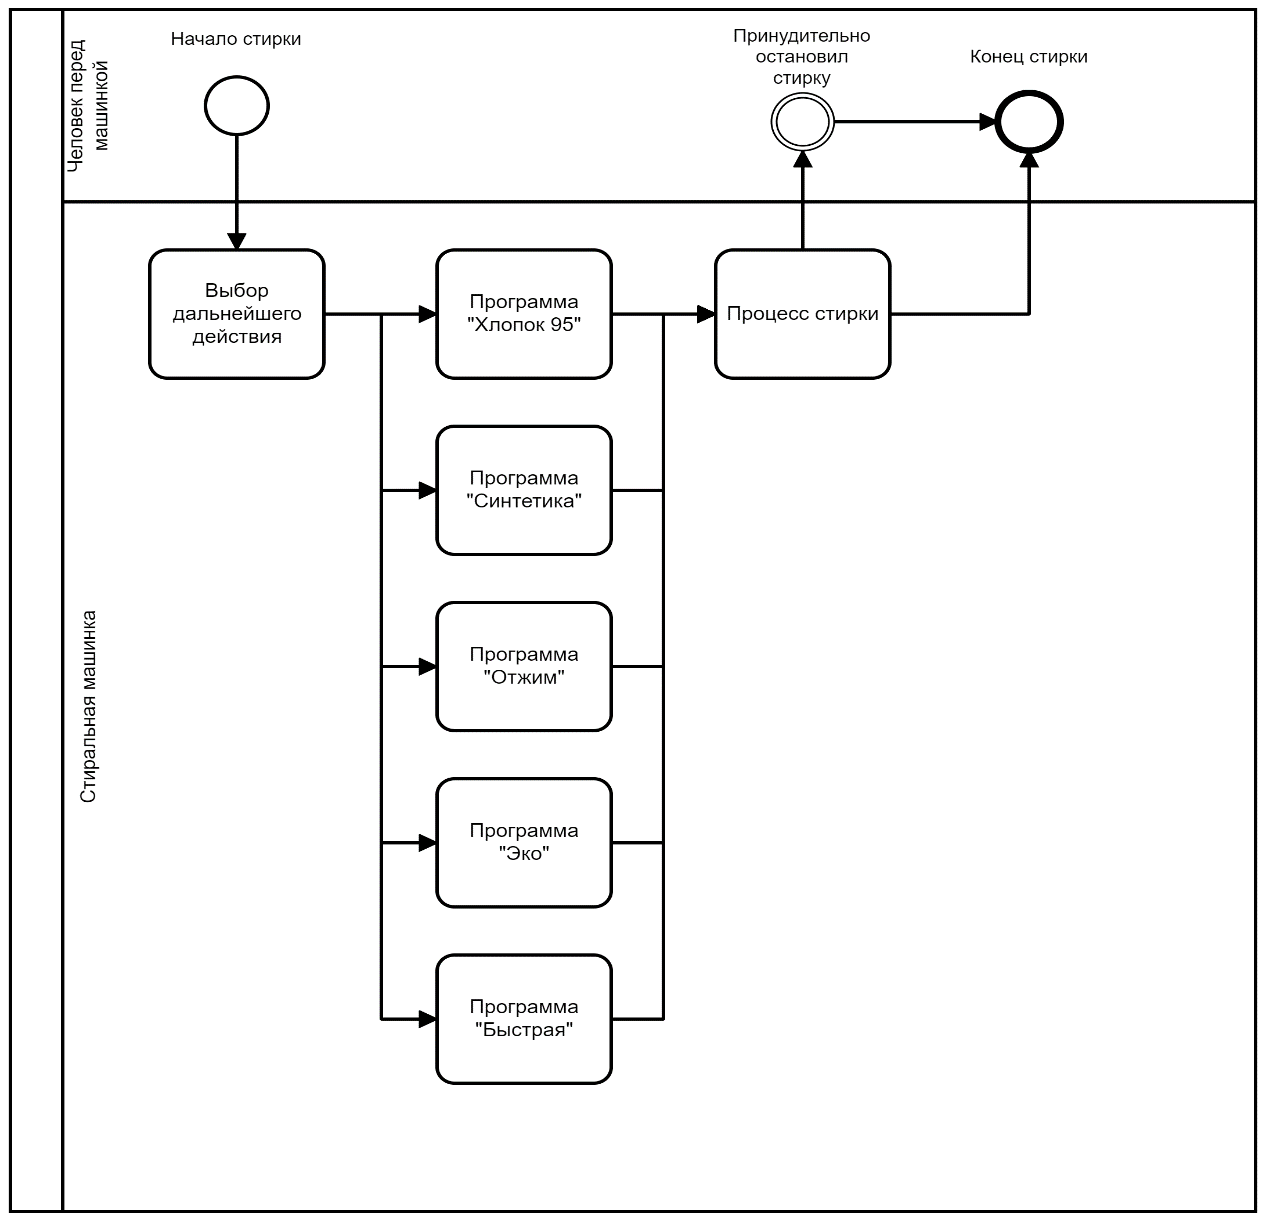 Человек перед
машинкой
Начало стирки
Принудительно
остановил
стирку
Конец стирки
Стиральная машинка
Выбор
дальнейшего
действия
Программа
"Хлопок 95"
Процесс стирки
Программа
"Синтетика"
Программа
"Отжим"
Программа
"Эко"
Программа
"Быстрая"